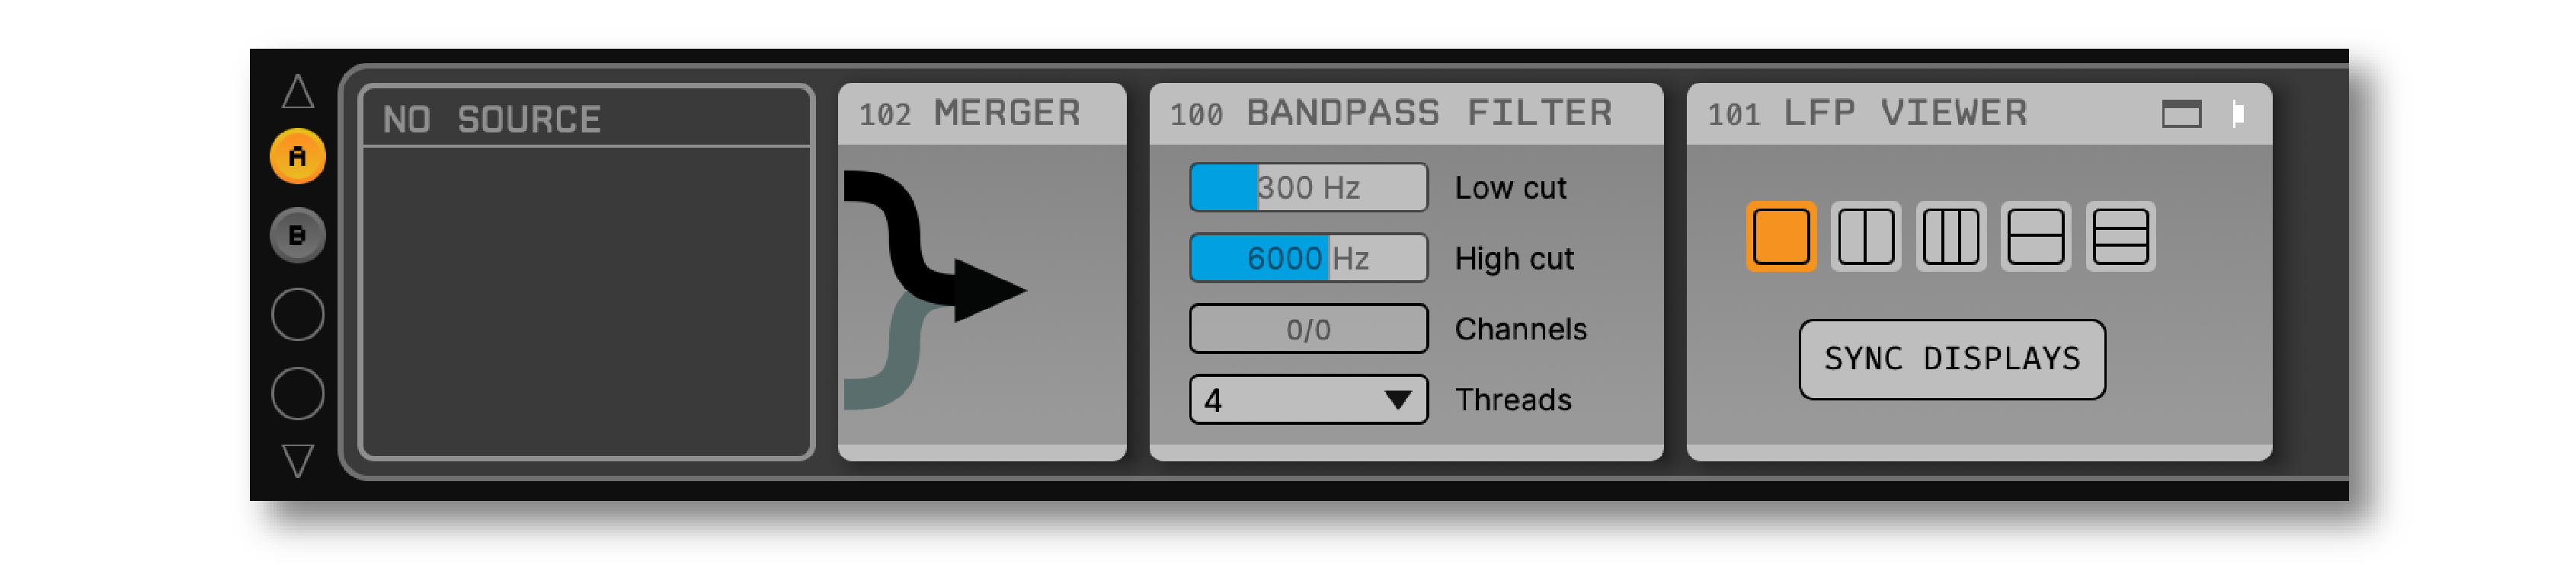 A
B
NO SOURCE
102 MERGER
100 BANDPASS FILTER
300 Hz Low cut
6000 Hz High cut
0/0 Channels
4 Threads
101 LFP VIEWER
SYNC DISPLAYS